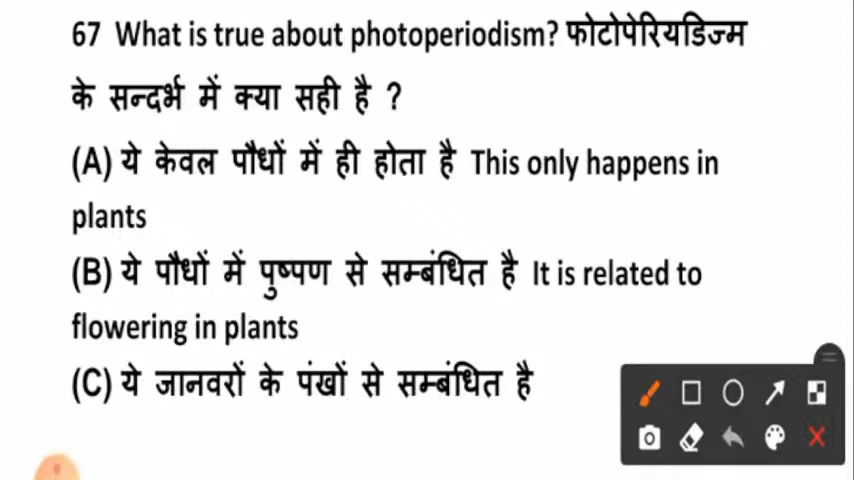 67 What is true about photoperiodism? फोटोपेरियडिज्म
के सन्दर्भ में क्या सही है ?
(A) ये केवल पौधों में ही होता है This only happens in
plants
(B) ये पौधों में पुष्पण से सम्बंधित है It is related to
flowering in plants
(C) ये जानवरों के पंखों से सम्बंधित है